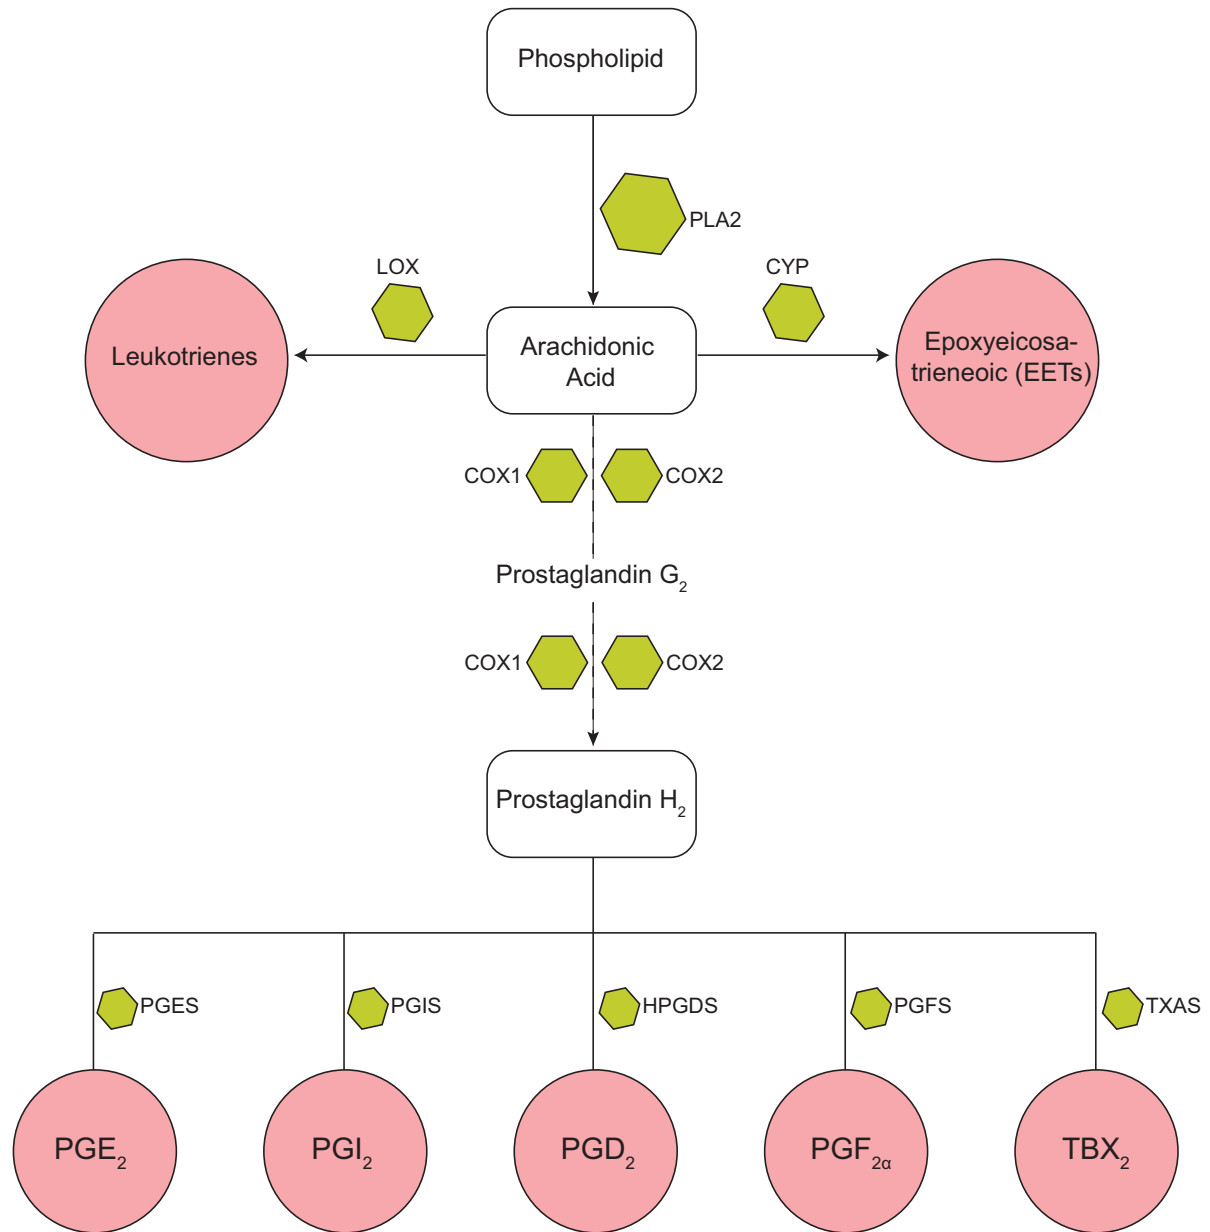 Phospholipid
PLA2
LOX
CYP
Leukotrienes
Arachidonic
Acid
Epoxyeicosa-
trieneoic (EETs)
COX1
COX2
Prostaglandin G₂
COX1
COX2
Prostaglandin H₂
PGES
PGIS
HPGDS
PGFS
TXAS
PGE₂
PGI₂
PGD₂
PGF₂α
TBX₂